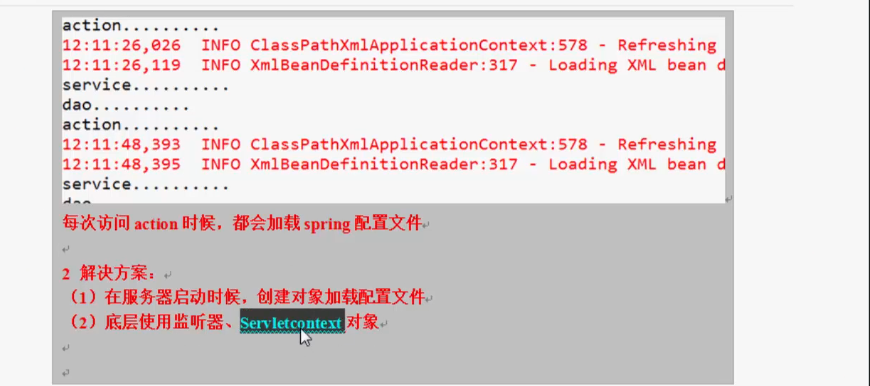 action..........
12:11:26,026  INFO ClassPathXmlApplicationContext:578 - Refreshing
12:11:26,119  INFO XmlBeanDefinitionReader:317 - Loading XML bean d
service..........
dao..........
action..........
12:11:48,393  INFO ClassPathXmlApplicationContext:578 - Refreshing
12:11:48,395  INFO XmlBeanDefinitionReader:317 - Loading XML bean d
service..........
每次访问 action 时候，都会加载 spring 配置文件
2 解决方案：
（1）在服务器启动时候，创建对象加载配置文件
（2）底层使用监听器、Servletcontext 对象